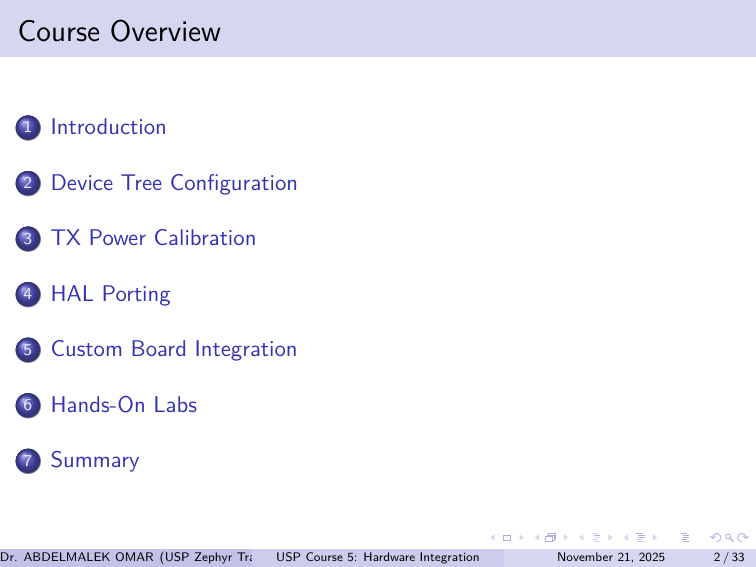 Course Overview
1 Introduction
2 Device Tree Configuration
3 TX Power Calibration
4 HAL Porting
5 Custom Board Integration
6 Hands-On Labs
7 Summary
Dr. ABDELMALEK OMAR (USP Zephyr Tra USP Course 5: Hardware Integration November 21, 2025 2 / 33